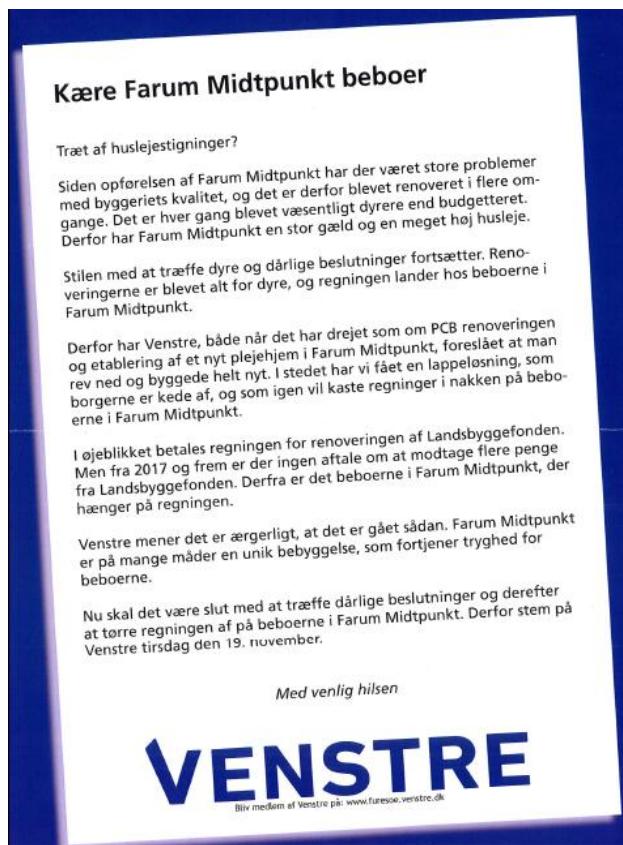 Kære Farum Midtpunkt beboer
Træt af huslejestigninger?
Siden opførelsen af Farum Midtpunkt har der været store problemer
med byggeriets kvalitet, og det er derfor blevet renoveret i flere om-
gange. Det er hver gang blevet væsentligt dyrere end budgetteret.
Derfor har Farum Midtpunkt en stor gæld og en meget høj husleje.
Stilen med at træffe dyre og dårlige beslutninger fortsætter. Reno-
veringerne er blevet alt for dyre, og regningen lander hos beboerne i
Farum Midtpunkt.
Derfor har Venstre, både når det har drejet som om PCB renoveringen
og etablering af et nyt plejehjem i Farum Midtpunkt, foreslået at man
rev ned og byggede helt nyt. I stedet har vi fået en lappeløsning, som
borgerne er kede af, og som igen vil kaste regninger i nakken på bebo-
erne i Farum Midtpunkt.
I øjeblikket betales regningen for renoveringen af Landsbyggefonden.
Men fra 2017 og frem er der ingen aftale om at modtage flere penge
fra Landsbyggefonden. Derfra er det beboerne i Farum Midtpunkt, der
hænger på regningen.
Venstre mener det er ærgerligt, at det er gået sådan. Farum Midtpunkt
er på mange måder en unik bebyggelse, som fortjener tryghed for
beboerne.
Nu skal det være slut med at træffe dårlige beslutninger og derefter
at tørre regningen af på beboerne i Farum Midtpunkt. Derfor stem på
Venstre tirsdag den 19. november.
Med venlig hilsen
VENSTRE
Bliv medlem af Venstre på: www.furesoe.venstre.dk